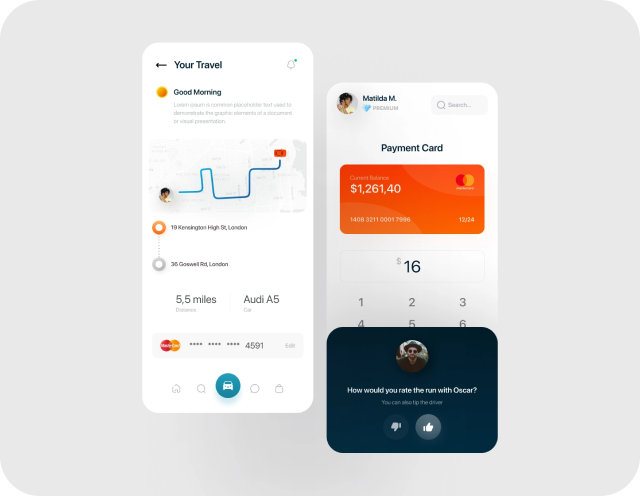 Your Travel
Good Morning
Lorem ipsum is common placeholder text used to
demonstrate the graphic elements of a document
or visual presentation.
19 Kensington High St, London
36 Goswell Rd, London
5,5 miles
Distance
Audi A5
Car
MasterCard
**** **** **** 4591
Edit
Matilda M.
PREMIUM
Search...
Payment Card
Current Balance
$1,261,40
mastercard
1408 3211 0001 7986
12/24
$16
1 2 3
4 5 6
How would you rate the run with Oscar?
You can also tip the driver